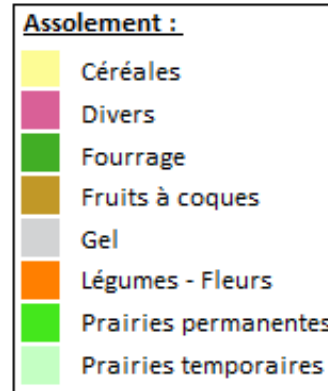 Assolement :
Céréales
Divers
Fourrage
Fruits à coques
Gel
Légumes - Fleurs
Prairies permanentes
Prairies temporaires